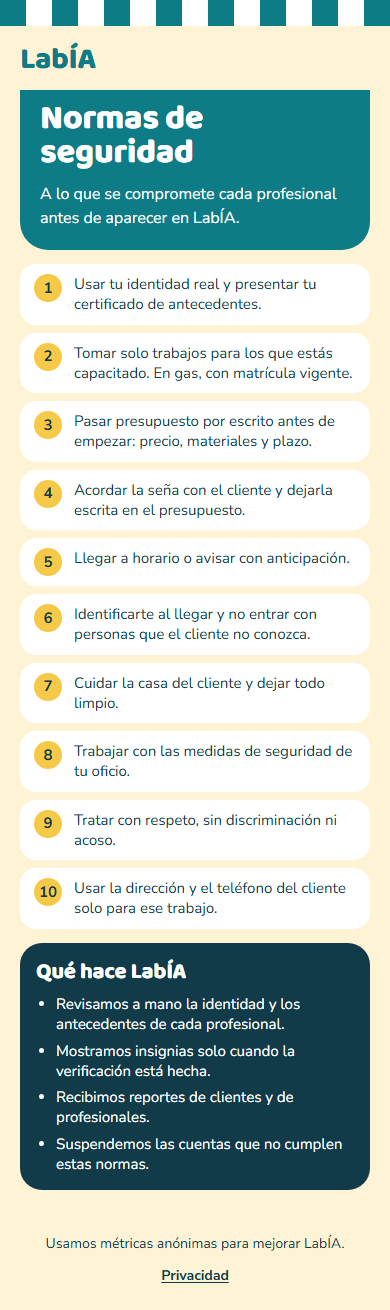 LabÍA
Normas de
seguridad
A lo que se compromete cada profesional
antes de aparecer en LabÍA.
1 Usar tu identidad real y presentar tu
certificado de antecedentes.
2 Tomar solo trabajos para los que estás
capacitado. En gas, con matrícula vigente.
3 Pasar presupuesto por escrito antes de
empezar: precio, materiales y plazo.
4 Acordar la seña con el cliente y dejarla
escrita en el presupuesto.
5 Llegar a horario o avisar con anticipación.
6 Identificarte al llegar y no entrar con
personas que el cliente no conozca.
7 Cuidar la casa del cliente y dejar todo
limpio.
8 Trabajar con las medidas de seguridad de
tu oficio.
9 Tratar con respeto, sin discriminación ni
acoso.
10 Usar la dirección y el teléfono del cliente
solo para ese trabajo.
Qué hace LabÍA
• Revisamos a mano la identidad y los
antecedentes de cada profesional.
• Mostramos insignias solo cuando la
verificación está hecha.
• Recibimos reportes de clientes y de
profesionales.
• Suspendemos las cuentas que no cumplen
estas normas.
Usamos métricas anónimas para mejorar LabÍA.
Privacidad